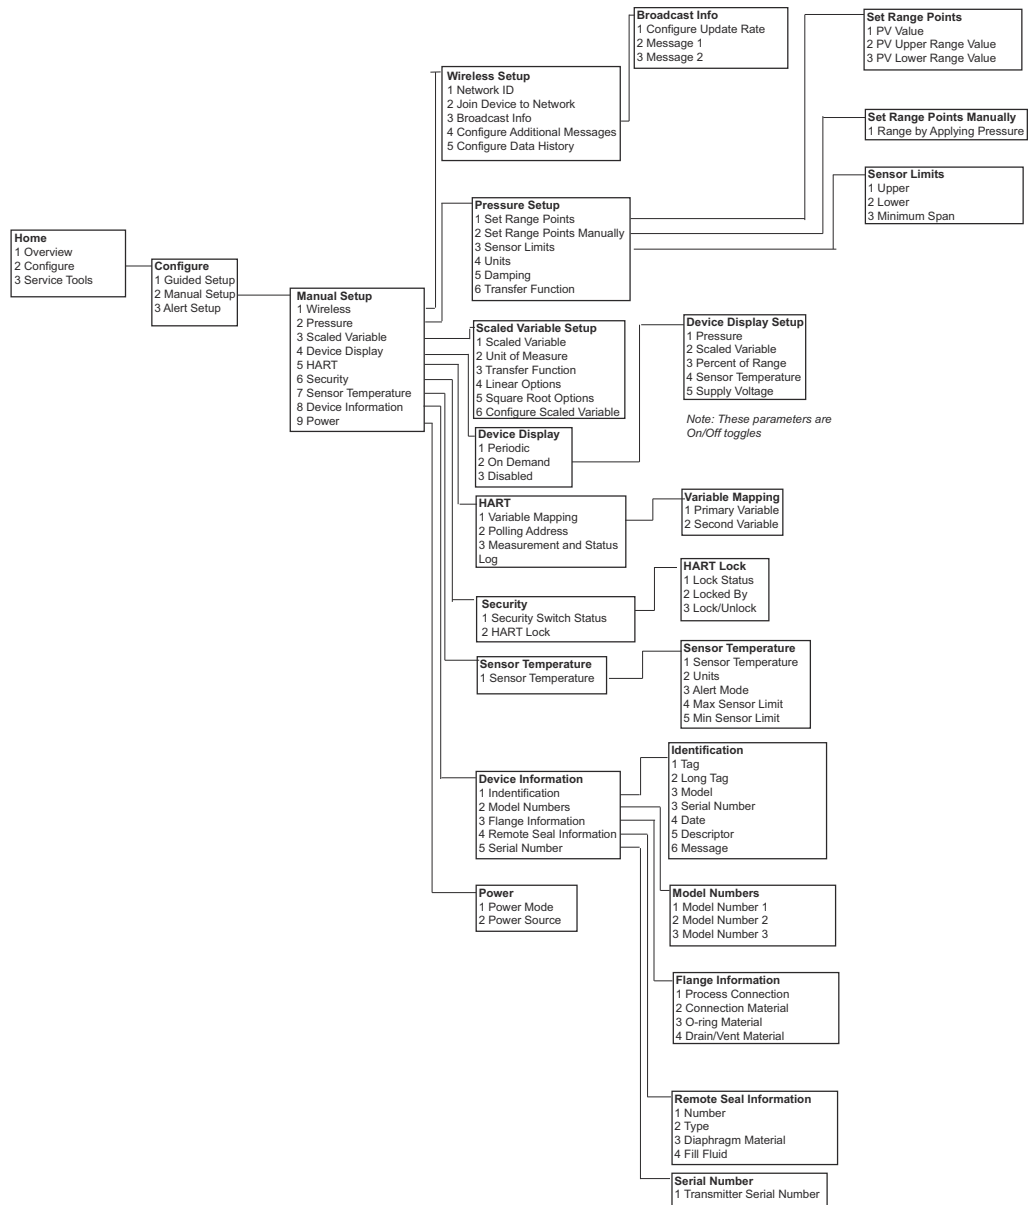 Home
1 Overview
2 Configure
3 Service Tools
Configure
1 Guided Setup
2 Manual Setup
3 Alert Setup
Manual Setup
1 Wireless
2 Pressure
3 Scaled Variable
4 Device Display
5 HART
6 Security
7 Sensor Temperature
8 Device Information
9 Power
Wireless Setup
1 Network ID
2 Join Device to Network
3 Broadcast Info
4 Configure Additional Messages
5 Configure Data History
Broadcast Info
1 Configure Update Rate
2 Message 1
3 Message 2
Pressure Setup
1 Set Range Points
2 Set Range Points Manually
3 Sensor Limits
4 Units
5 Damping
6 Transfer Function
Set Range Points
1 PV Value
2 PV Upper Range Value
3 PV Lower Range Value
Set Range Points Manually
1 Range by Applying Pressure
Sensor Limits
1 Upper
2 Lower
3 Minimum Span
Scaled Variable Setup
1 Scaled Variable
2 Unit of Measure
3 Transfer Function
4 Linear Options
5 Square Root Options
6 Configure Scaled Variable
Device Display
1 Periodic
2 On Demand
3 Disabled
Device Display Setup
1 Pressure
2 Scaled Variable
3 Percent of Range
4 Sensor Temperature
5 Supply Voltage
Note: These parameters are
On/Off toggles
HART
1 Variable Mapping
2 Polling Address
3 Measurement and Status
Log
Variable Mapping
1 Primary Variable
2 Second Variable
Security
1 Security Switch Status
2 HART Lock
HART Lock
1 Lock Status
2 Locked By
3 Lock/Unlock
Sensor Temperature
1 Sensor Temperature
Sensor Temperature
1 Sensor Temperature
2 Units
3 Alert Mode
4 Max Sensor Limit
5 Min Sensor Limit
Device Information
1 Indentification
2 Model Numbers
3 Flange Information
4 Remote Seal Information
5 Serial Number
Identification
1 Tag
2 Long Tag
3 Model
3 Serial Number
4 Date
5 Descriptor
6 Message
Model Numbers
1 Model Number 1
2 Model Number 2
3 Model Number 3
Flange Information
1 Process Connection
2 Connection Material
3 O-ring Material
4 Drain/Vent Material
Remote Seal Information
1 Number
2 Type
3 Diaphragm Material
4 Fill Fluid
Serial Number
1 Transmitter Serial Number
Power
1 Power Mode
2 Power Source